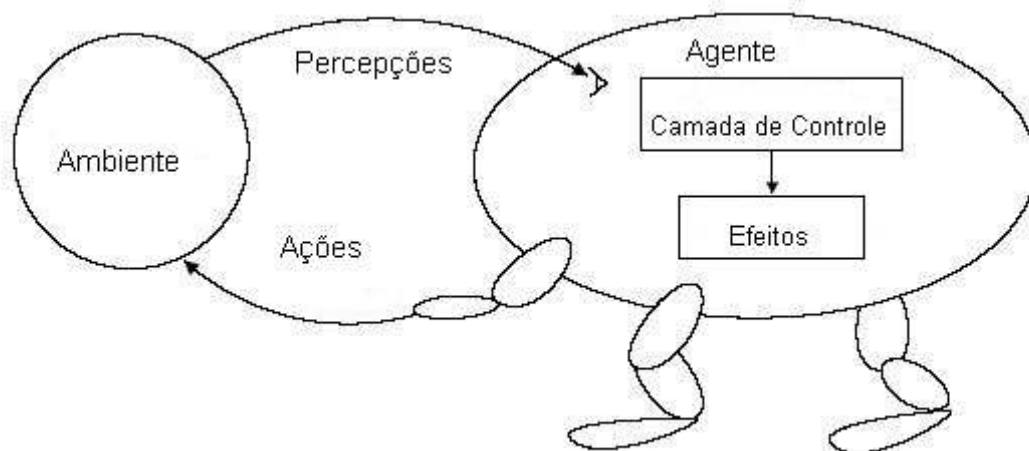 Percepções
Agente
Camada de Controle
Ambiente
Efeitos
Ações